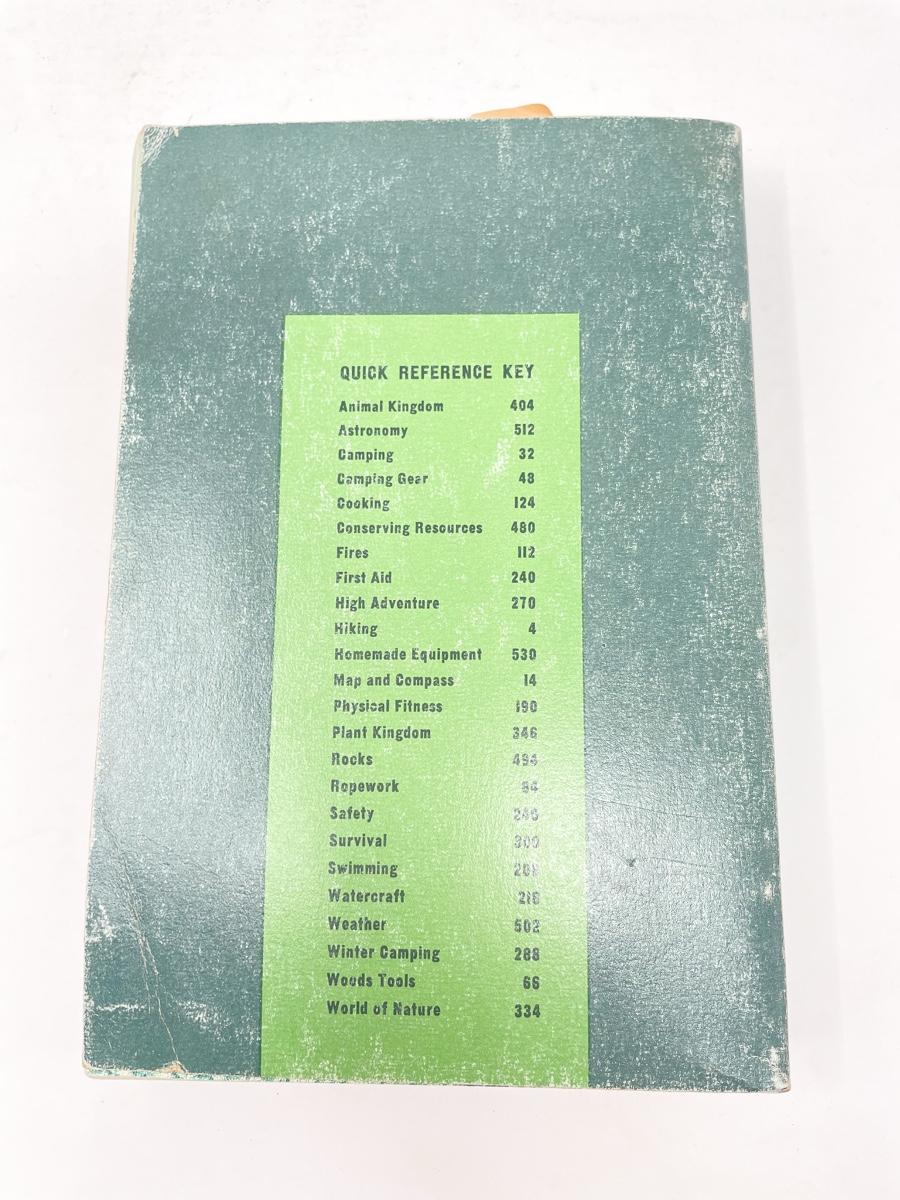 QUICK REFERENCE KEY
Animal Kingdom 404
Astronomy 512
Camping 32
Camping Gear 48
Cooking 124
Conserving Resources 480
Fires 112
First Aid 240
High Adventure 270
Hiking 4
Homemade Equipment 530
Map and Compass 14
Physical Fitness 190
Plant Kingdom 346
Rocks 494
Ropework
Safety
Survival 300
Swimming
Watercraft
Weather 502
Winter Camping 288
Woods Tools 66
World of Nature 334